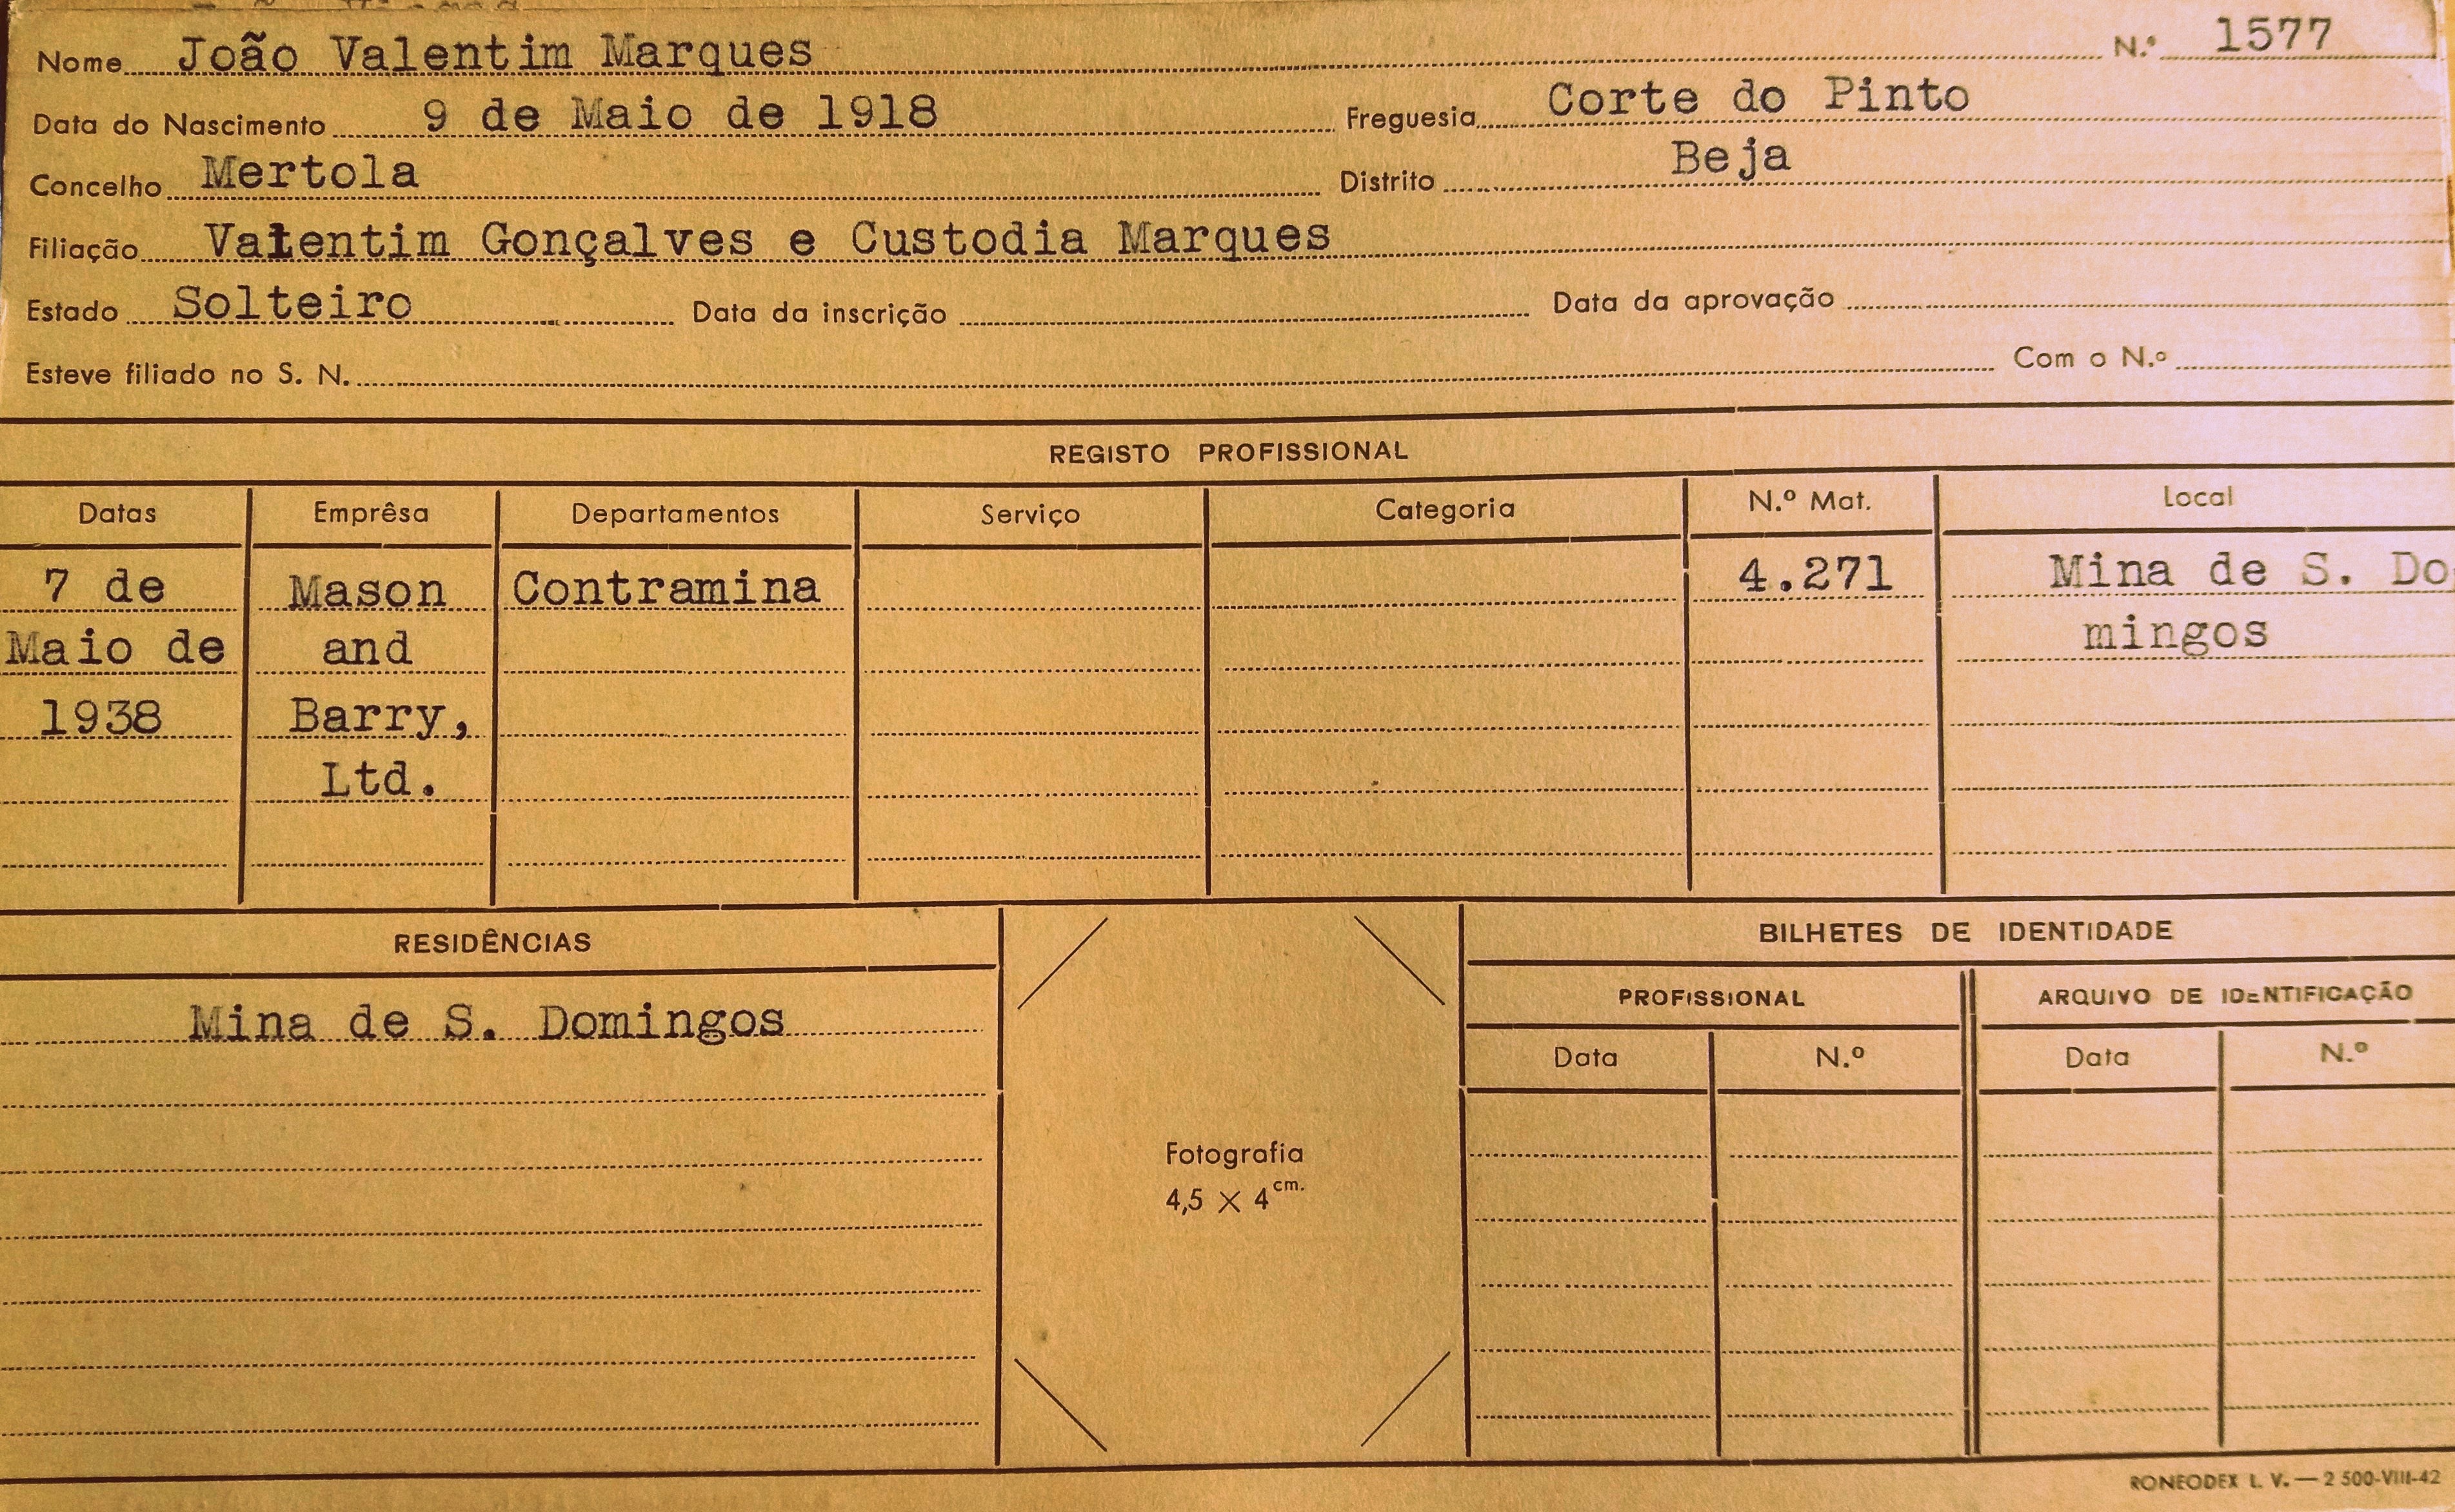 Nome João Valentim Marques N.º 1577
Data do Nascimento 9 de Maio de 1918 Freguesia Corte do Pinto
Concelho Mertola Distrito Beja
Filiação Valentim Gonçalves e Custodia Marques
Estado Solteiro Data da inscrição Data da aprovação
Esteve filiado no S. N. Com o N.º
REGISTO PROFISSIONAL
Datas Emprêsa Departamentos Serviço Categoria N.º Mat. Local
7 de Mason Contramina 4.271 Mina de S. Do
Maio de and mingos
1938 Barry,
Ltd.
RESIDÊNCIAS
Mina de S. Domingos
Fotografia
4,5 × 4 cm.
BILHETES DE IDENTIDADE
PROFISSIONAL ARQUIVO DE IDENTIFICAÇÃO
Data N.º Data N.º
RONEODEX L. V. — 2 500-VIII-42